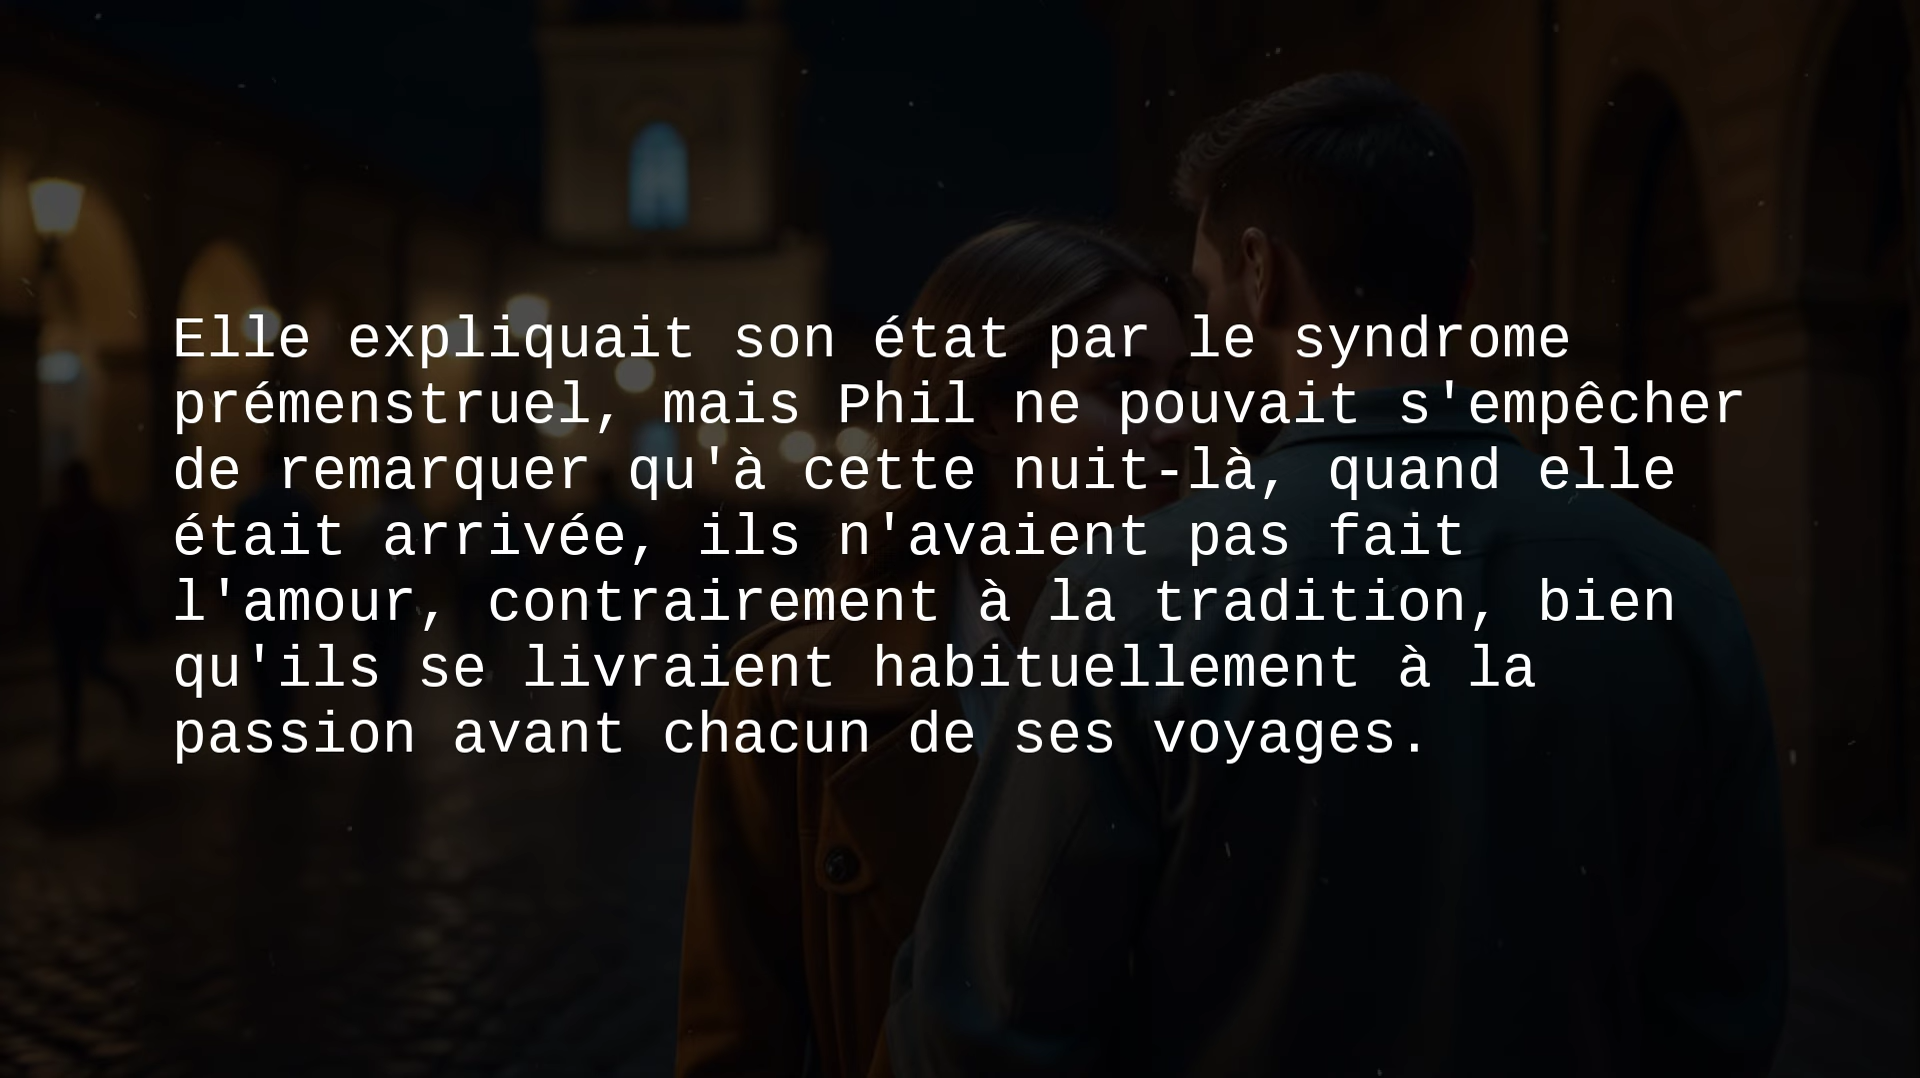 Elle expliquait son état par le syndrome
prémenstruel, mais Phil ne pouvait s'empêcher
de remarquer qu'à cette nuit-là, quand elle
était arrivée, ils n'avaient pas fait
l'amour, contrairement à la tradition, bien
qu'ils se livraient habituellement à la
passion avant chacun de ses voyages.